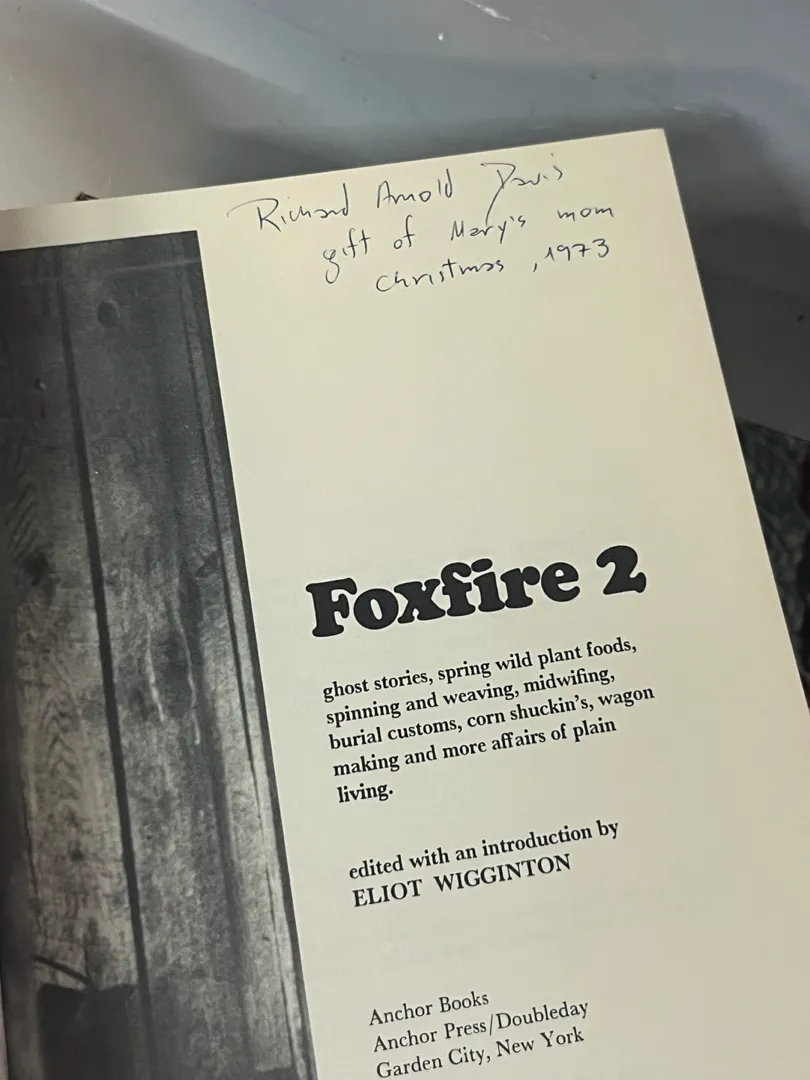 Richard Arnold Davis
gift of Mary's mom
christmas, 1973
Foxfire 2
ghost stories, spring wild plant foods,
spinning and weaving, midwifing,
burial customs, corn shuckin's, wagon
making and more affairs of plain
living.
edited with an introduction by
ELIOT WIGGINTON
Anchor Books
Anchor Press/Doubleday
Garden City, New York